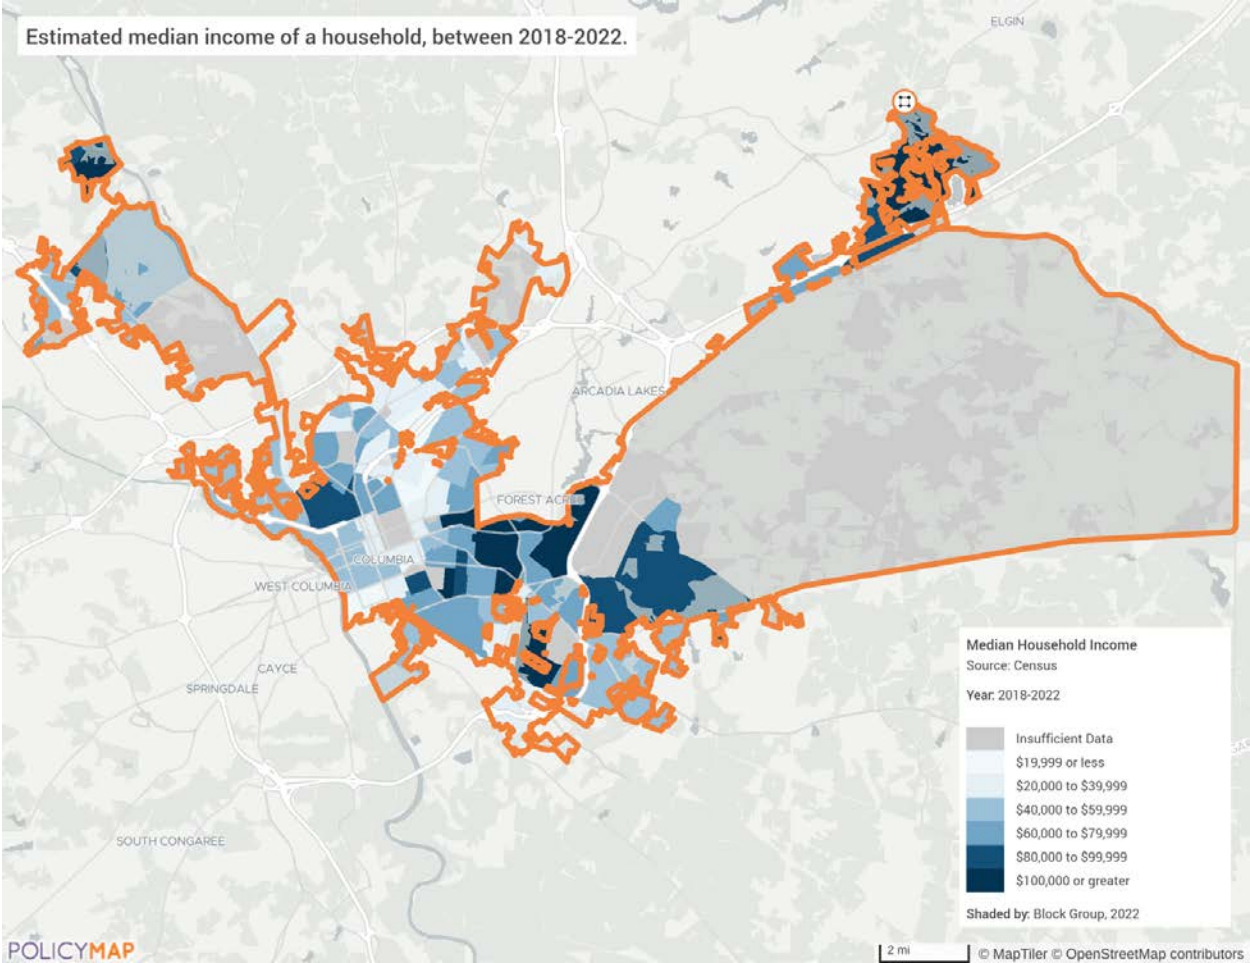 Estimated median income of a household, between 2018-2022.
ELGIN
ARCADIA LAKES
FOREST ACRES
COLUMBIA
WEST COLUMBIA
CAYCE
SPRINGDALE
SOUTH CONGAREE
Median Household Income
Source: Census
Year: 2018-2022
Insufficient Data
$19,999 or less
$20,000 to $39,999
$40,000 to $59,999
$60,000 to $79,999
$80,000 to $99,999
$100,000 or greater
Shaded by: Block Group, 2022
POLICYMAP
2 mi
© MapTiler © OpenStreetMap contributors